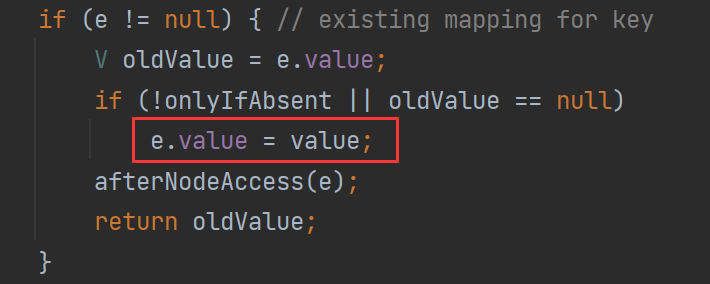 if (e != null) { // existing mapping for key
V oldValue = e.value;
if (!onlyIfAbsent || oldValue == null)
e.value = value;
afterNodeAccess(e);
return oldValue;
}